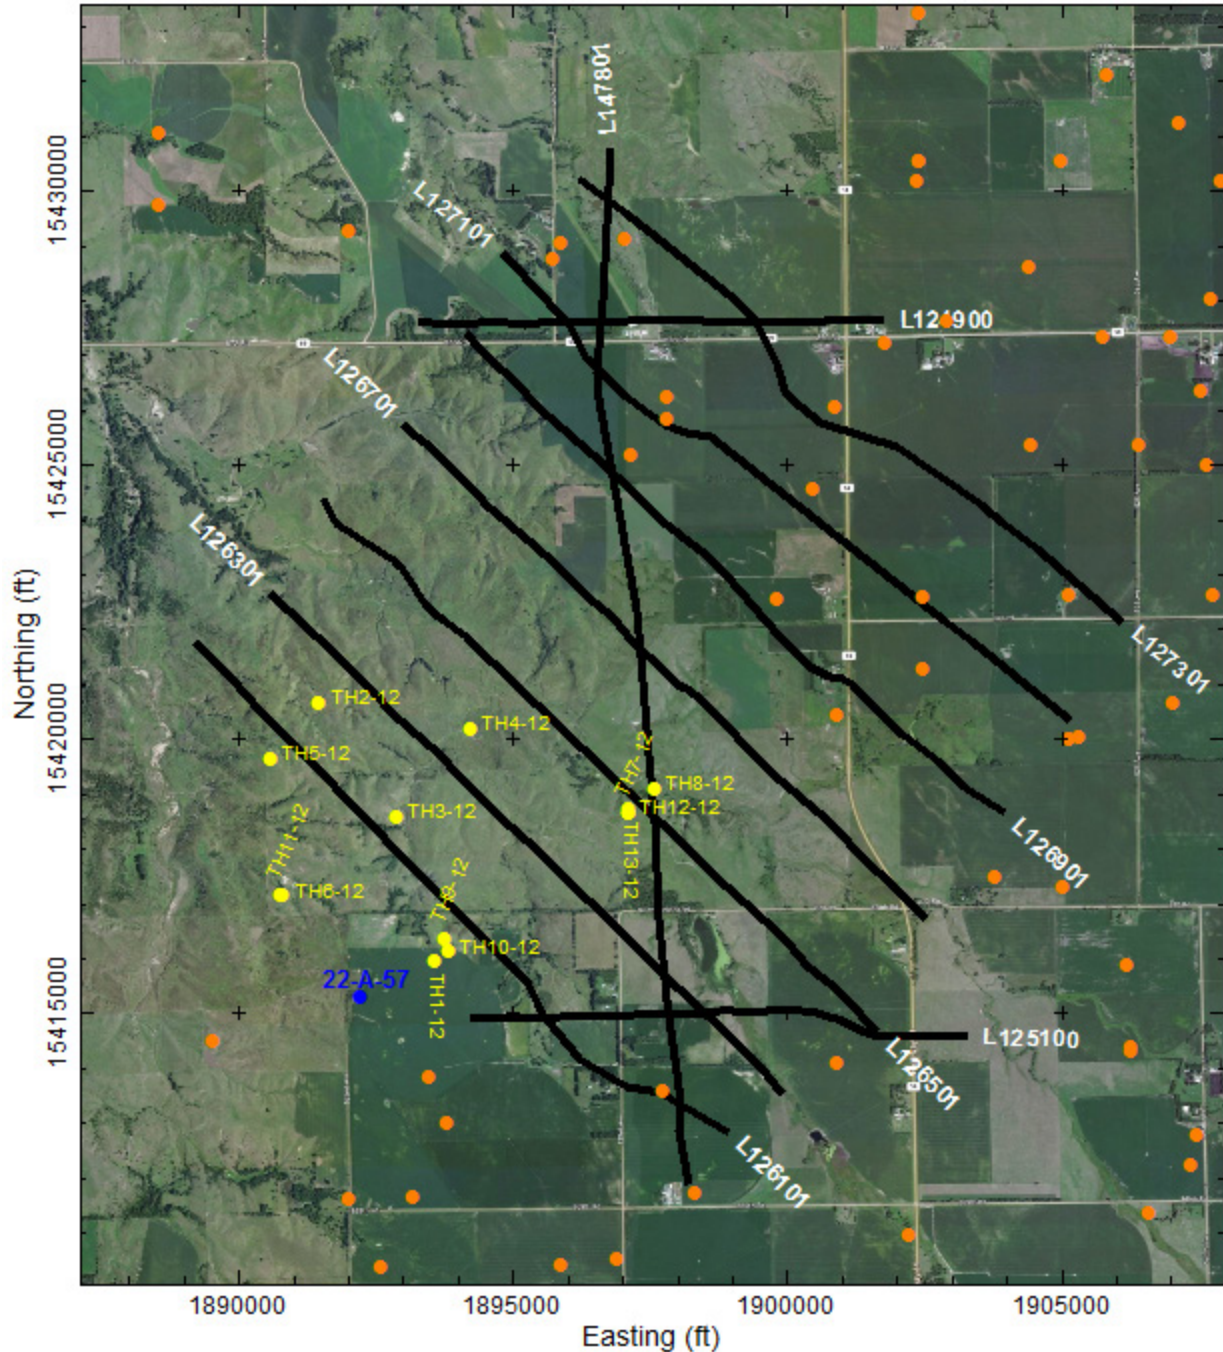 L147801
15430000
L127101
L124900
L126701
15425000
L126301
L127301
TH2-12
TH4-12
Northing (ft)
15420000
TH7-12
TH5-12
TH8-12
TH12-12
TH3-12
TH11-12
TH13-12
L126901
TH9-12
TH6-12
TH10-12
22-A-57
TH1-12
15415000
L125100
L126501
L126101
1890000
1895000
1900000
1905000
Easting (ft)